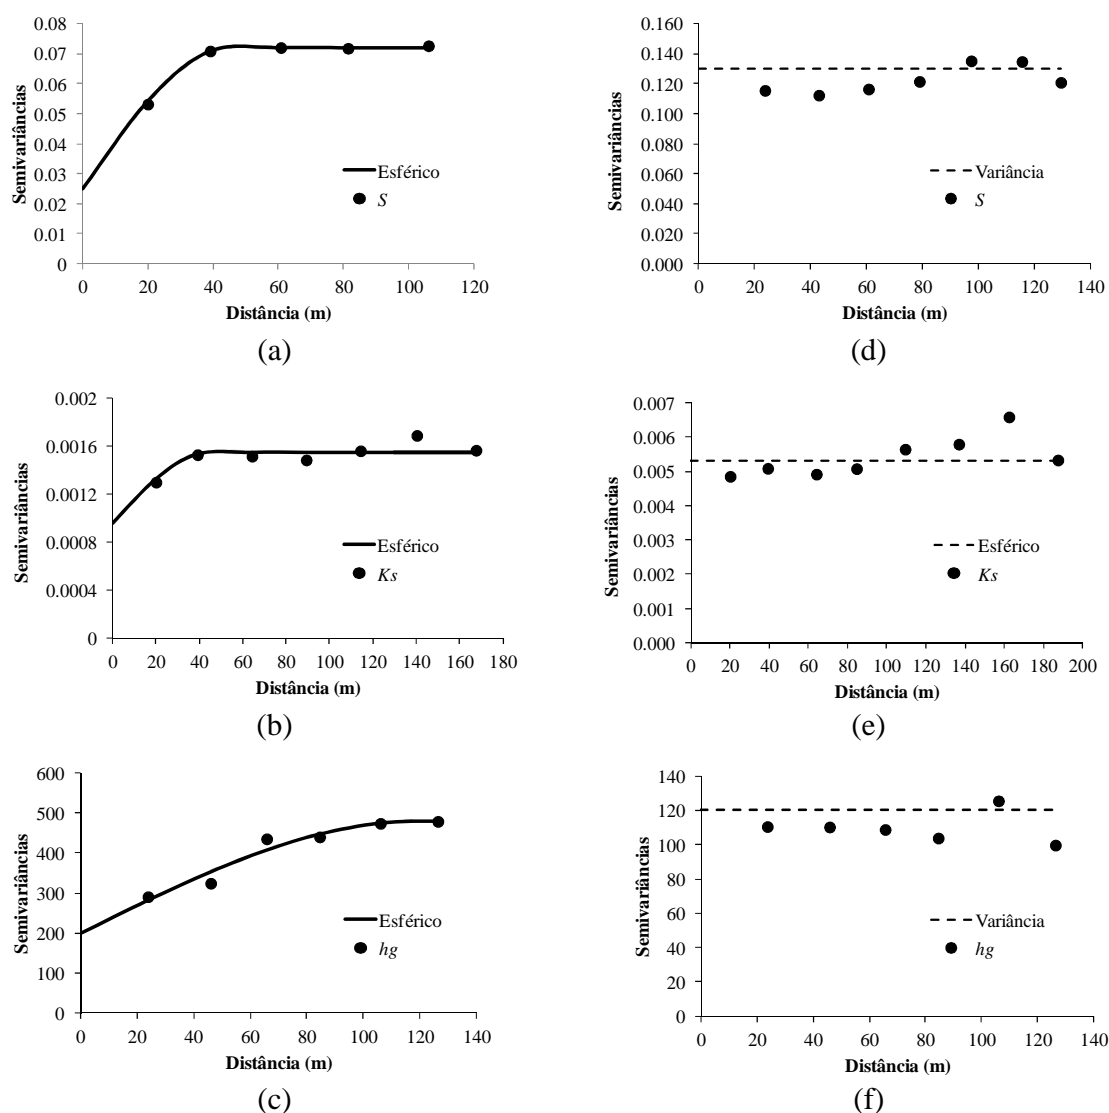 0.08
0.07
0.06
0.05
0.04
0.03
0.02
0.01
0
Semivariâncias
Esférico
S
0 20 40 60 80 100 120
Distância (m)
(a)
0.160
0.140
0.120
0.100
0.080
0.060
0.040
0.020
0.000
Semivariâncias
Variância
S
0 20 40 60 80 100 120 140
Distância (m)
(d)
0.002
0.0016
0.0012
0.0008
0.0004
0
Semivariâncias
Esférico
Ks
0 20 40 60 80 100 120 140 160 180
Distância (m)
(b)
0.007
0.006
0.005
0.004
0.003
0.002
0.001
0.000
Semivariâncias
Esférico
Ks
0 20 40 60 80 100 120 140 160 180 200
Distância (m)
(e)
600
500
400
300
200
100
0
Semivariâncias
Esférico
hg
0 20 40 60 80 100 120 140
Distância (m)
(c)
140
120
100
80
60
40
20
0
Semivariâncias
Variância
hg
0 20 40 60 80 100 120 140
Distância (m)
(f)